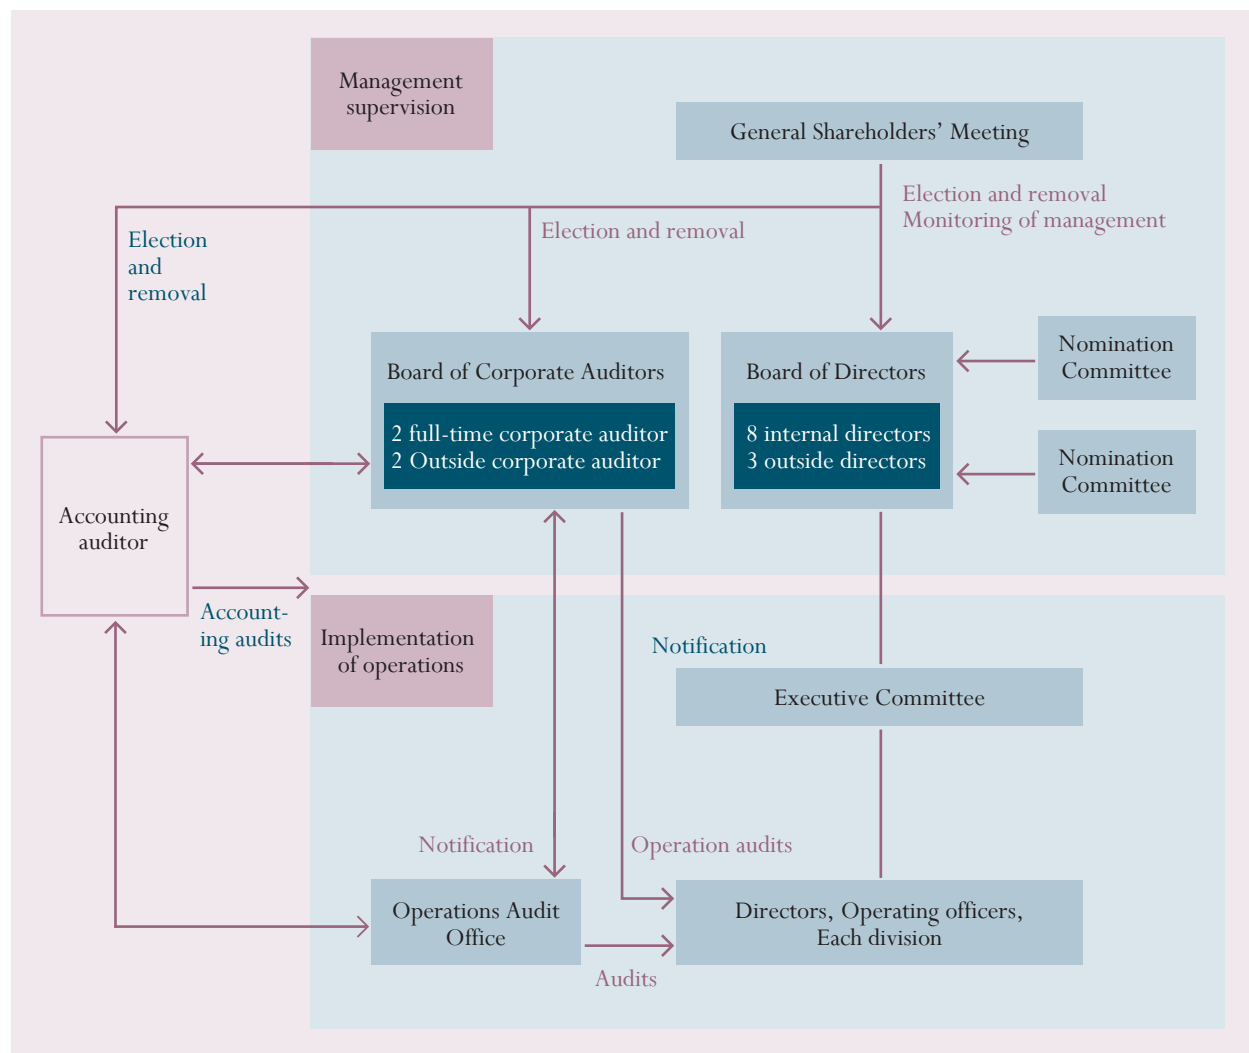 Management
supervision
General Shareholders’ Meeting
Election and removal
Monitoring of management
Election and removal
Election
and
removal
Board of Corporate Auditors
2 full-time corporate auditor
2 Outside corporate auditor
Board of Directors
8 internal directors
3 outside directors
Nomination
Committee
Nomination
Committee
Accounting
auditor
Account-
ing audits
Implementation
of operations
Notification
Executive Committee
Notification
Operation audits
Operations Audit
Office
Directors, Operating officers,
Each division
Audits